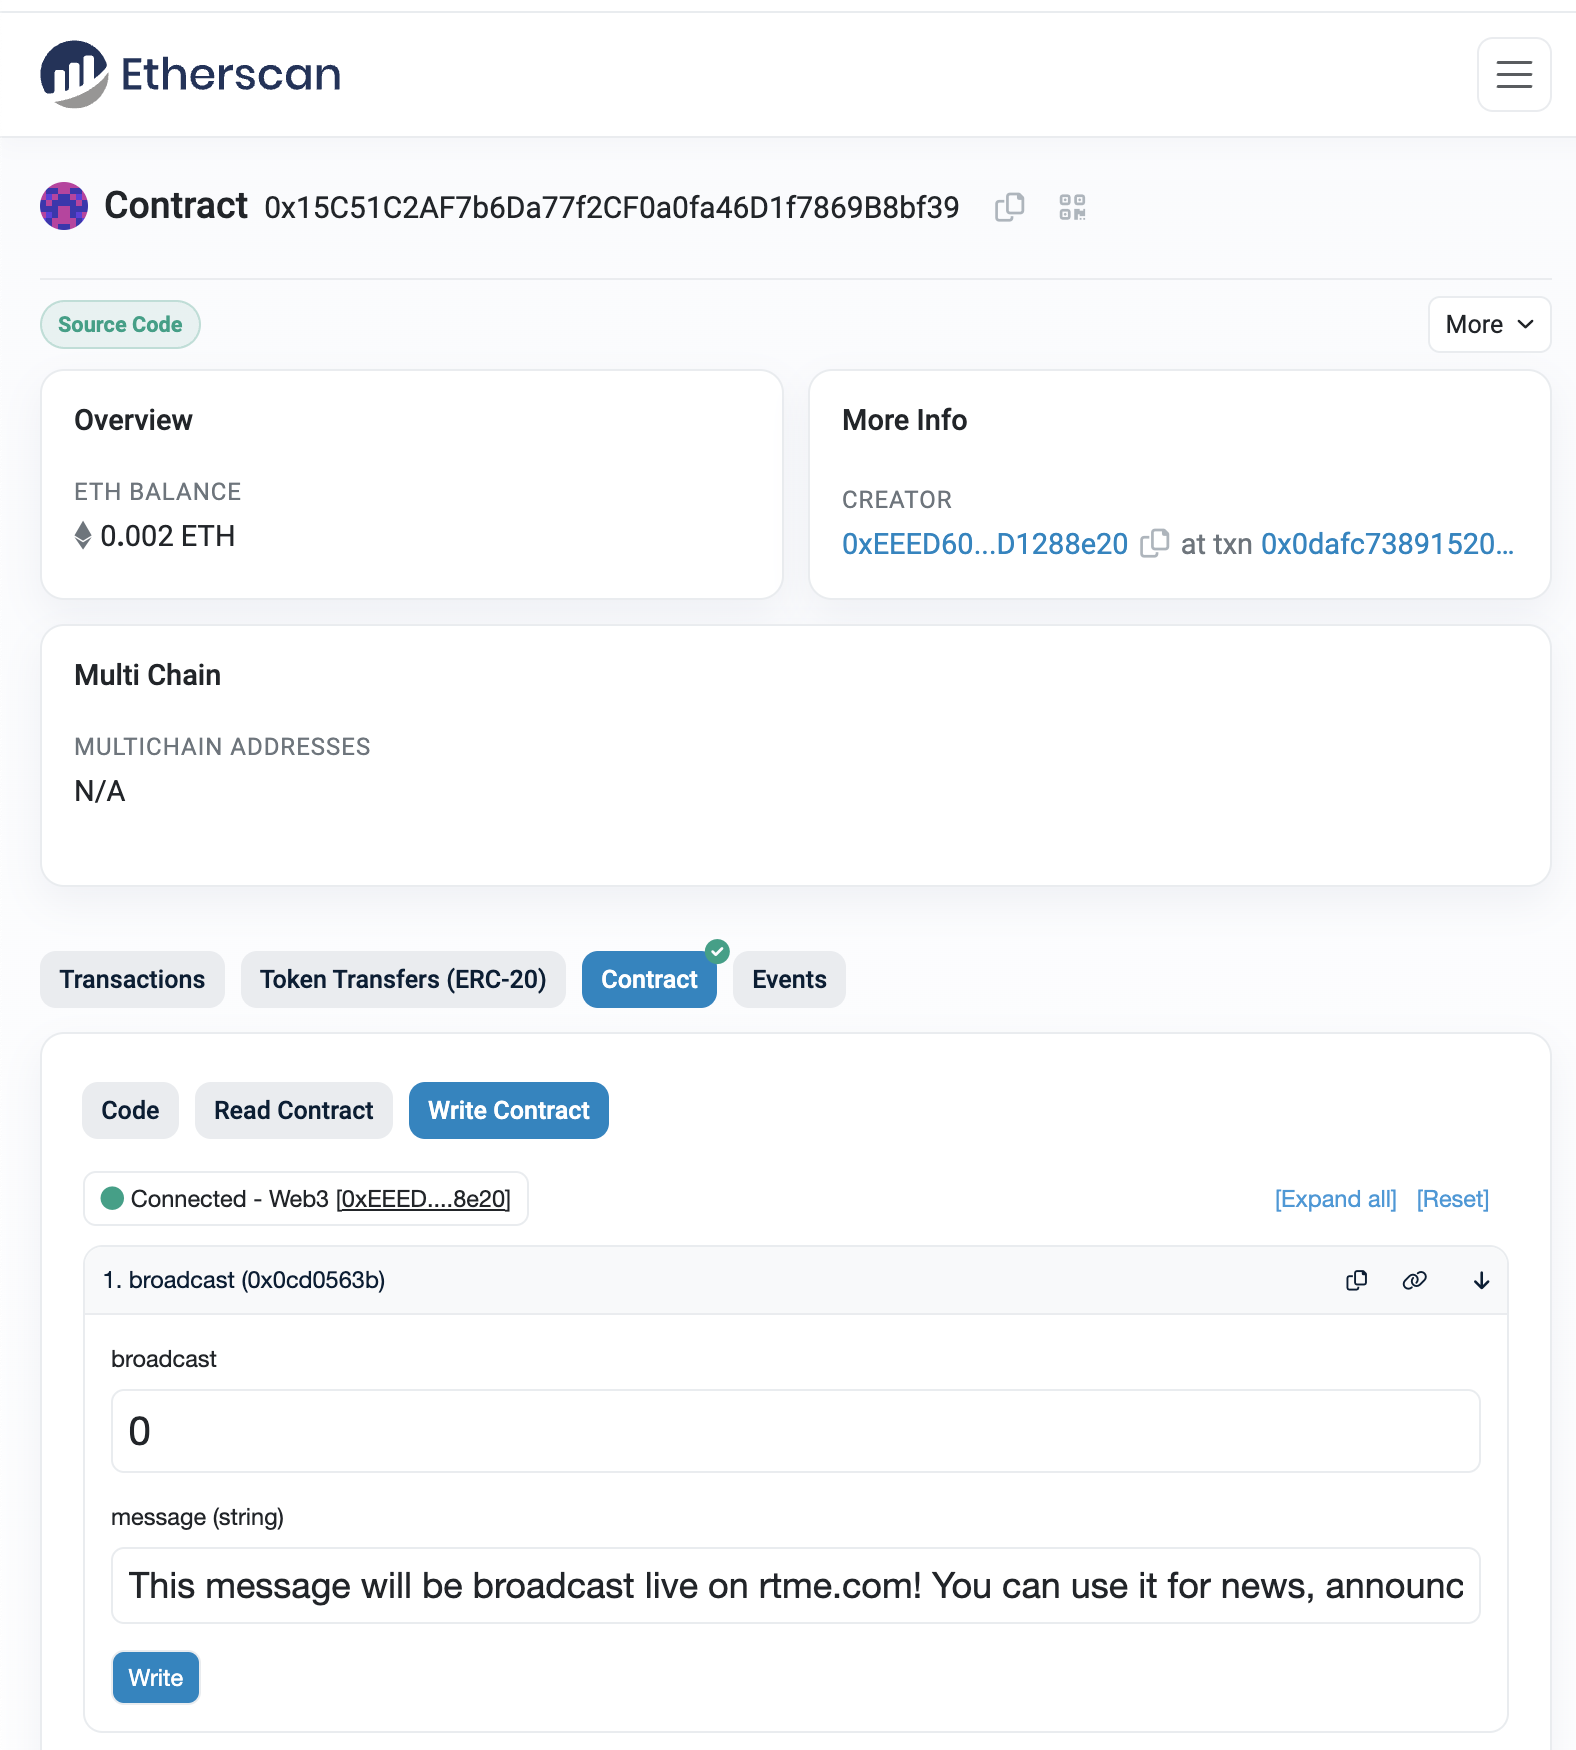 Etherscan
Contract 0x15C51C2AF7b6Da77f2CF0a0fa46D1f7869B8bf39
Source Code
More
Overview
ETH BALANCE
0.002 ETH
More Info
CREATOR
0xEEED60...D1288e20 at txn 0x0dafc73891520...
Multi Chain
MULTICHAIN ADDRESSES
N/A
Transactions
Token Transfers (ERC-20)
Contract
Events
Code
Read Contract
Write Contract
Connected - Web3 [0xEEED....8e20]
[Expand all] [Reset]
1. broadcast (0x0cd0563b)
broadcast
0
message (string)
This message will be broadcast live on rtme.com! You can use it for news, announc
Write